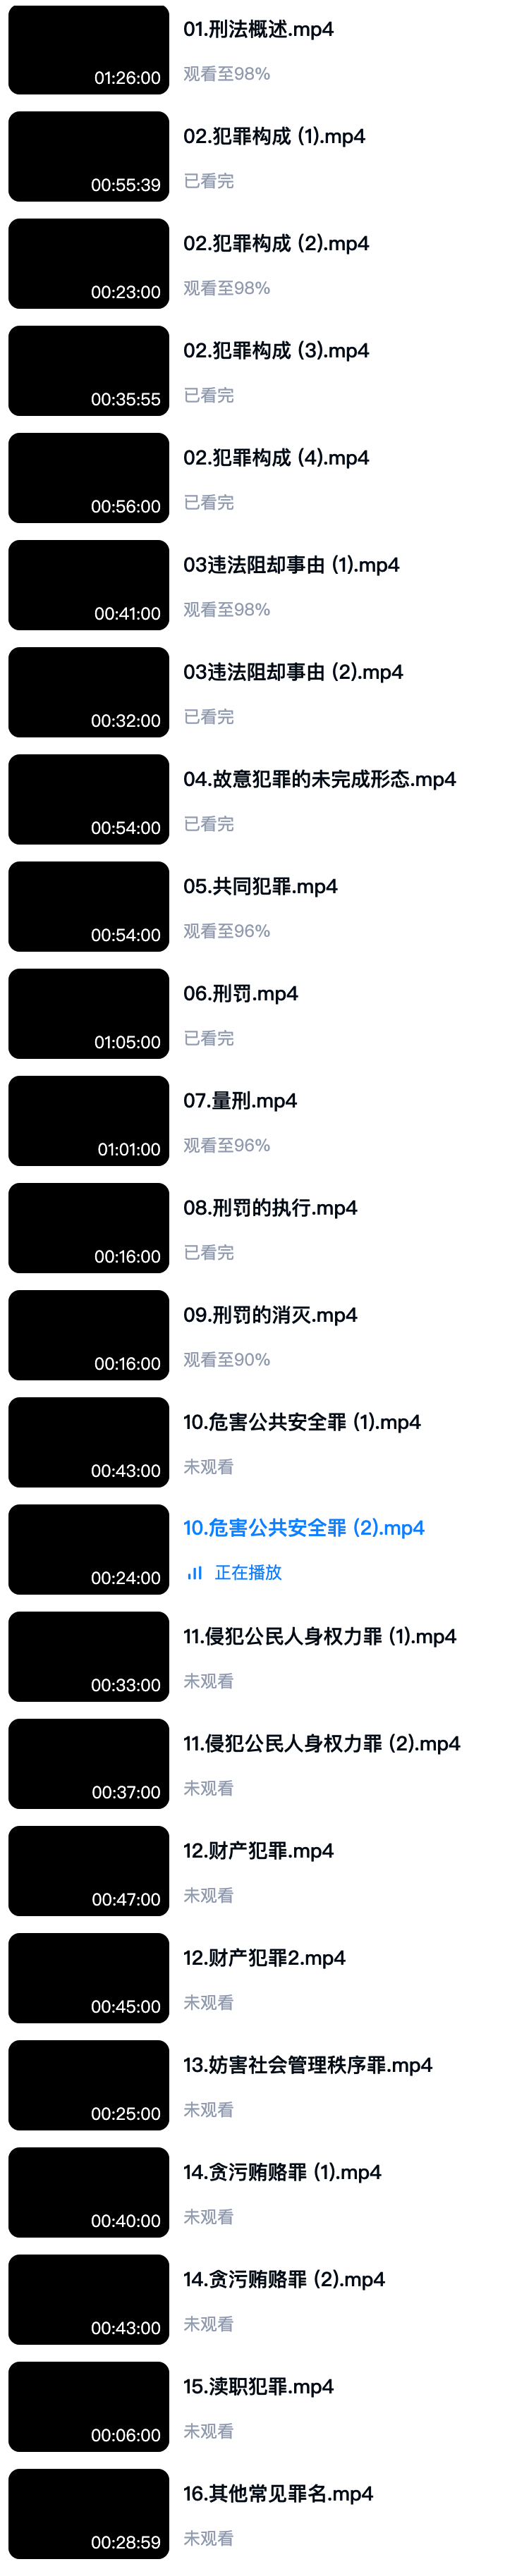 01.刑法概述.mp4
01:26:00
观看至98%
02.犯罪构成 (1).mp4
00:55:39
已看完
02.犯罪构成 (2).mp4
00:23:00
观看至98%
02.犯罪构成 (3).mp4
00:35:55
已看完
02.犯罪构成 (4).mp4
00:56:00
已看完
03违法阻却事由 (1).mp4
00:41:00
观看至98%
03违法阻却事由 (2).mp4
00:32:00
已看完
04.故意犯罪的未完成形态.mp4
00:54:00
已看完
05.共同犯罪.mp4
00:54:00
观看至96%
06.刑罚.mp4
01:05:00
已看完
07.量刑.mp4
01:01:00
观看至96%
08.刑罚的执行.mp4
00:16:00
已看完
09.刑罚的消灭.mp4
00:16:00
观看至90%
10.危害公共安全罪 (1).mp4
00:43:00
未观看
10.危害公共安全罪 (2).mp4
00:24:00
正在播放
11.侵犯公民人身权力罪 (1).mp4
00:33:00
未观看
11.侵犯公民人身权力罪 (2).mp4
00:37:00
未观看
12.财产犯罪.mp4
00:47:00
未观看
12.财产犯罪2.mp4
00:45:00
未观看
13.妨害社会管理秩序罪.mp4
00:25:00
未观看
14.贪污贿赂罪 (1).mp4
00:40:00
未观看
14.贪污贿赂罪 (2).mp4
00:43:00
未观看
15.渎职犯罪.mp4
00:06:00
未观看
16.其他常见罪名.mp4
00:28:59
未观看